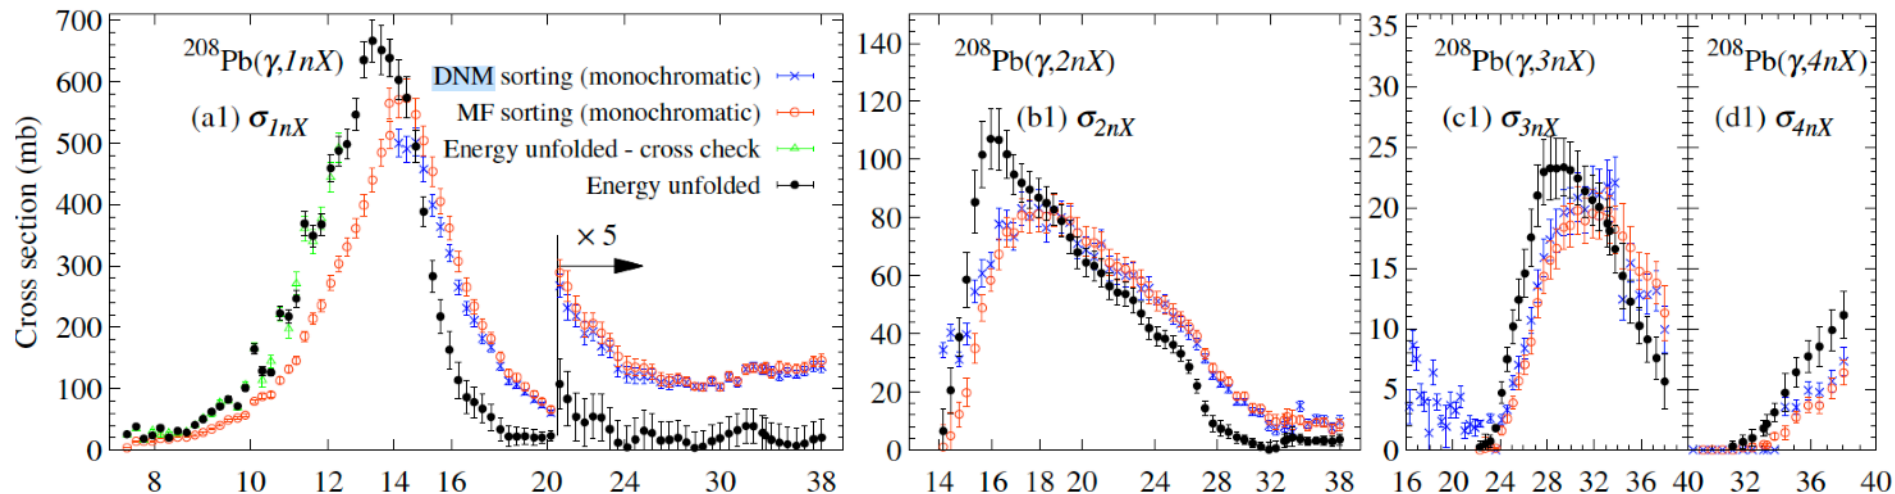 Cross section (mb)
700
600
500
400
300
200
100
0
²⁰⁸Pb(γ,1nX)
(a1) σ₁ₙₓ
DNM sorting (monochromatic)
MF sorting (monochromatic)
Energy unfolded - cross check
Energy unfolded
× 5
8 10 12 14 16 20 24 30 38
140
120
100
80
60
40
20
0
²⁰⁸Pb(γ,2nX)
(b1) σ₂ₙₓ
14 16 18 20 24 28 32 38
35
30
25
20
15
10
5
0
²⁰⁸Pb(γ,3nX)
(c1) σ₃ₙₓ
16 20 24 28 32 36
²⁰⁸Pb(γ,4nX)
(d1) σ₄ₙₓ
40 32 36 40